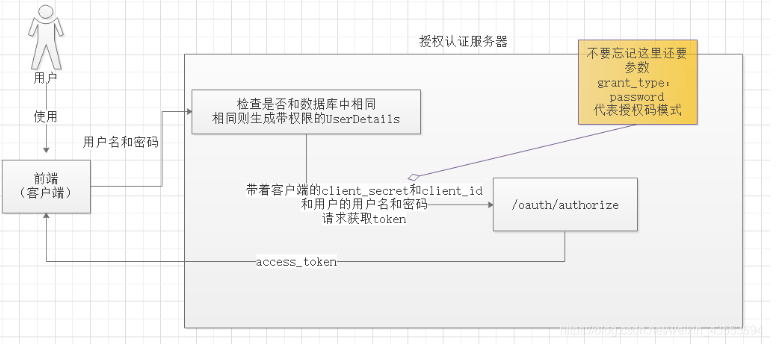 授权认证服务器
用户
使用
前端
(客户端)
用户名和密码
检查是否和数据库中相同
相同则生成带权限的UserDetails
不要忘记这里还要
参数
grant_type:
password
代表授权码模式
带着客户端的client_secret和client_id
和用户的用户名和密码
请求获取token
/oauth/authorize
access_token